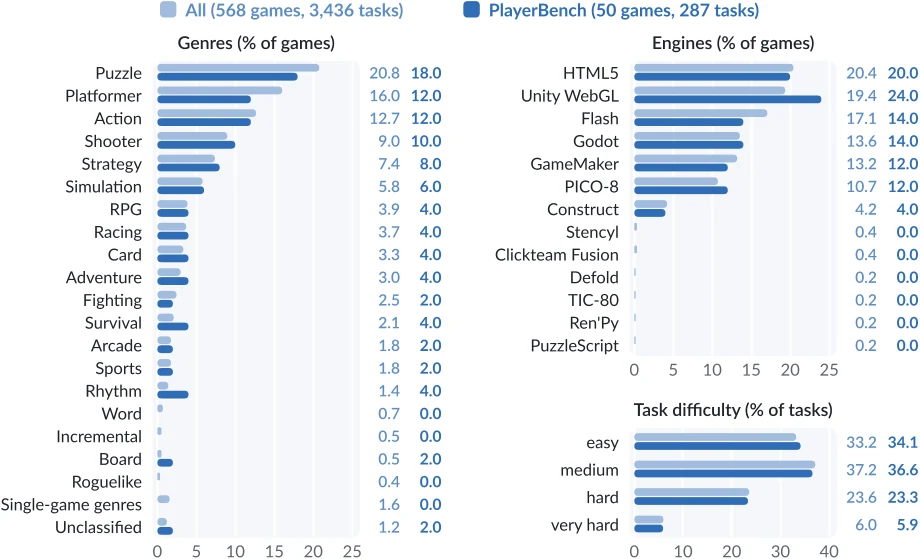 All (568 games, 3,436 tasks) PlayerBench (50 games, 287 tasks)
Genres (% of games)
Puzzle 20.8 18.0
Platformer 16.0 12.0
Action 12.7 12.0
Shooter 9.0 10.0
Strategy 7.4 8.0
Simulation 5.8 6.0
RPG 3.9 4.0
Racing 3.7 4.0
Card 3.3 4.0
Adventure 3.0 4.0
Fighting 2.5 2.0
Survival 2.1 4.0
Arcade 1.8 2.0
Sports 1.8 2.0
Rhythm 1.4 4.0
Word 0.7 0.0
Incremental 0.5 0.0
Board 0.5 2.0
Roguelike 0.4 0.0
Single-game genres 1.6 0.0
Unclassified 1.2 2.0
0 5 10 15 20 25
Engines (% of games)
HTML5 20.4 20.0
Unity WebGL 19.4 24.0
Flash 17.1 14.0
Godot 13.6 14.0
GameMaker 13.2 12.0
PICO-8 10.7 12.0
Construct 4.2 4.0
Stencyl 0.4 0.0
Clickteam Fusion 0.4 0.0
Defold 0.2 0.0
TIC-80 0.2 0.0
Ren'Py 0.2 0.0
PuzzleScript 0.2 0.0
0 5 10 15 20 25
Task difficulty (% of tasks)
easy 33.2 34.1
medium 37.2 36.6
hard 23.6 23.3
very hard 6.0 5.9
0 10 20 30 40